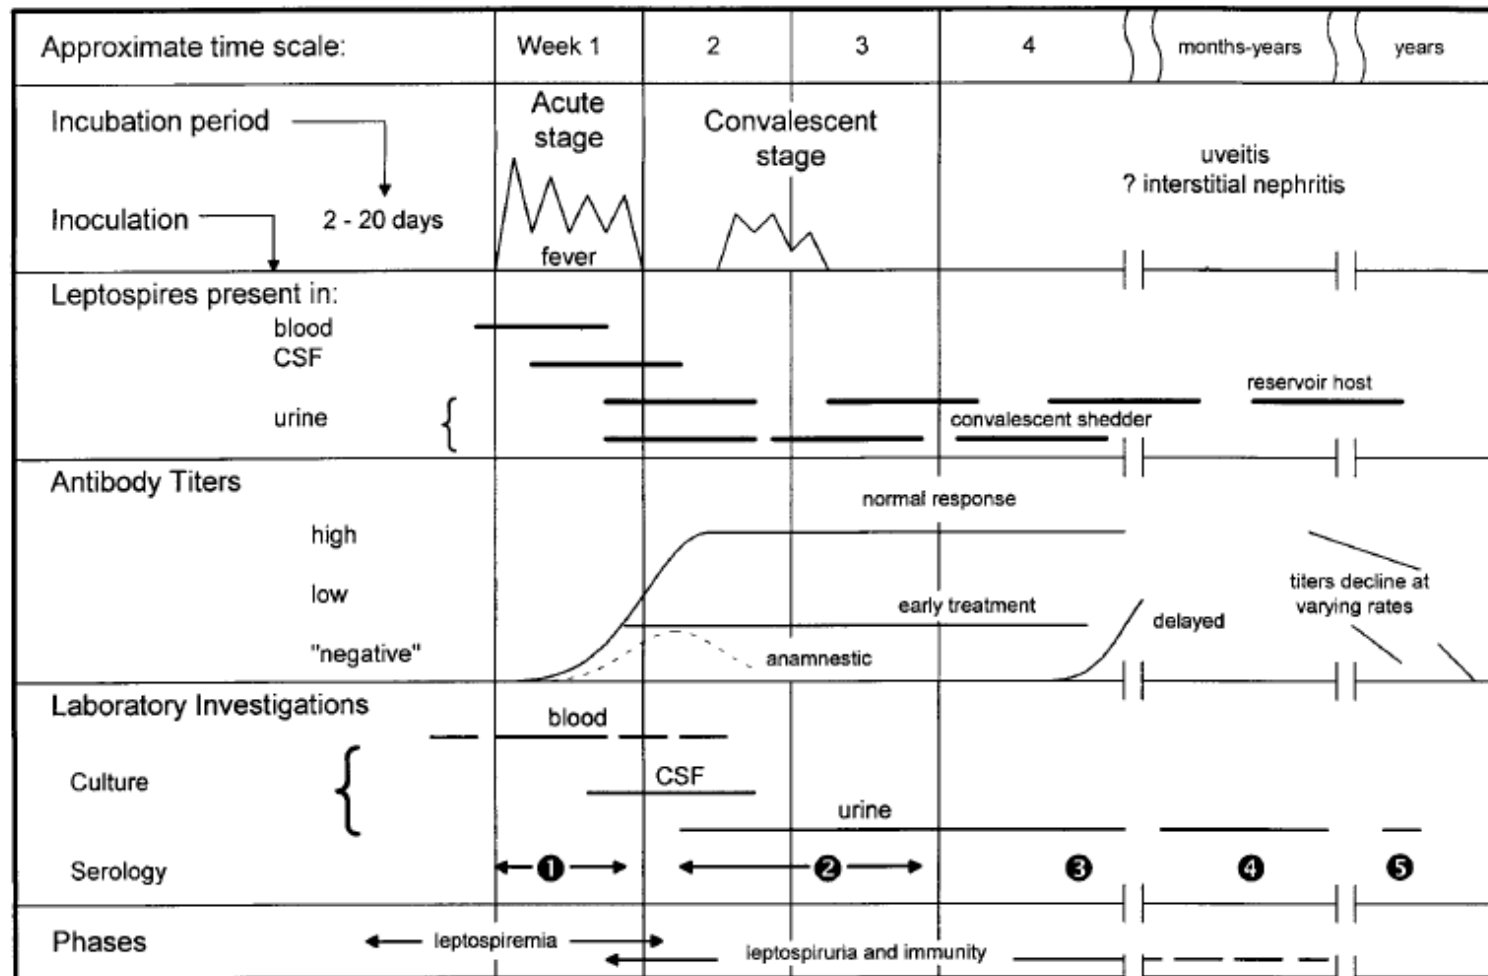 Approximate time scale: Week 1 2 3 4 months-years years
Incubation period
Acute
stage
Convalescent
stage
uveitis
? interstitial nephritis
Inoculation 2 - 20 days
fever
Leptospires present in:
blood
CSF
reservoir host
urine {
convalescent shedder
Antibody Titers
normal response
high
low
early treatment
delayed
titers decline at
varying rates
"negative"
anamnestic
Laboratory Investigations
blood
Culture {
CSF
urine
Serology ❶ ❷ ❸ ❹ ❺
Phases
leptospiremia
leptospiruria and immunity